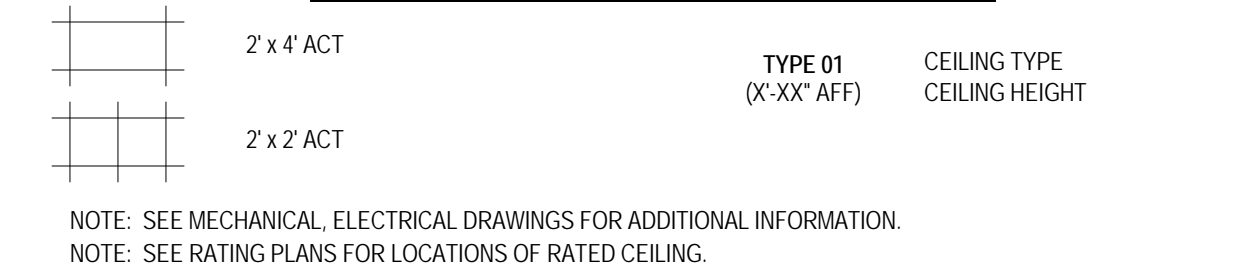 2' x 4' ACT
TYPE 01 CEILING TYPE
(X'-XX" AFF) CEILING HEIGHT
2' x 2' ACT
NOTE: SEE MECHANICAL, ELECTRICAL DRAWINGS FOR ADDITIONAL INFORMATION.
NOTE: SEE RATING PLANS FOR LOCATIONS OF RATED CEILING.